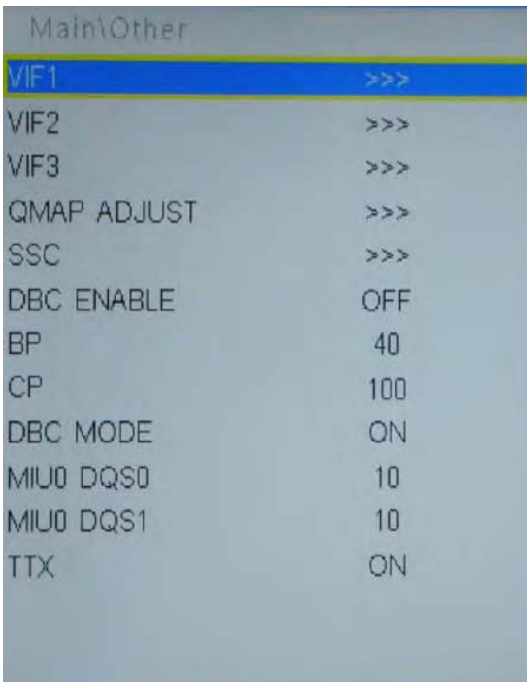 Main\Other
VIF1 >>>
VIF2 >>>
VIF3 >>>
QMAP ADJUST >>>
SSC >>>
DBC ENABLE OFF
BP 40
CP 100
DBC MODE ON
MIU0 DQS0 10
MIU0 DQS1 10
TTX ON